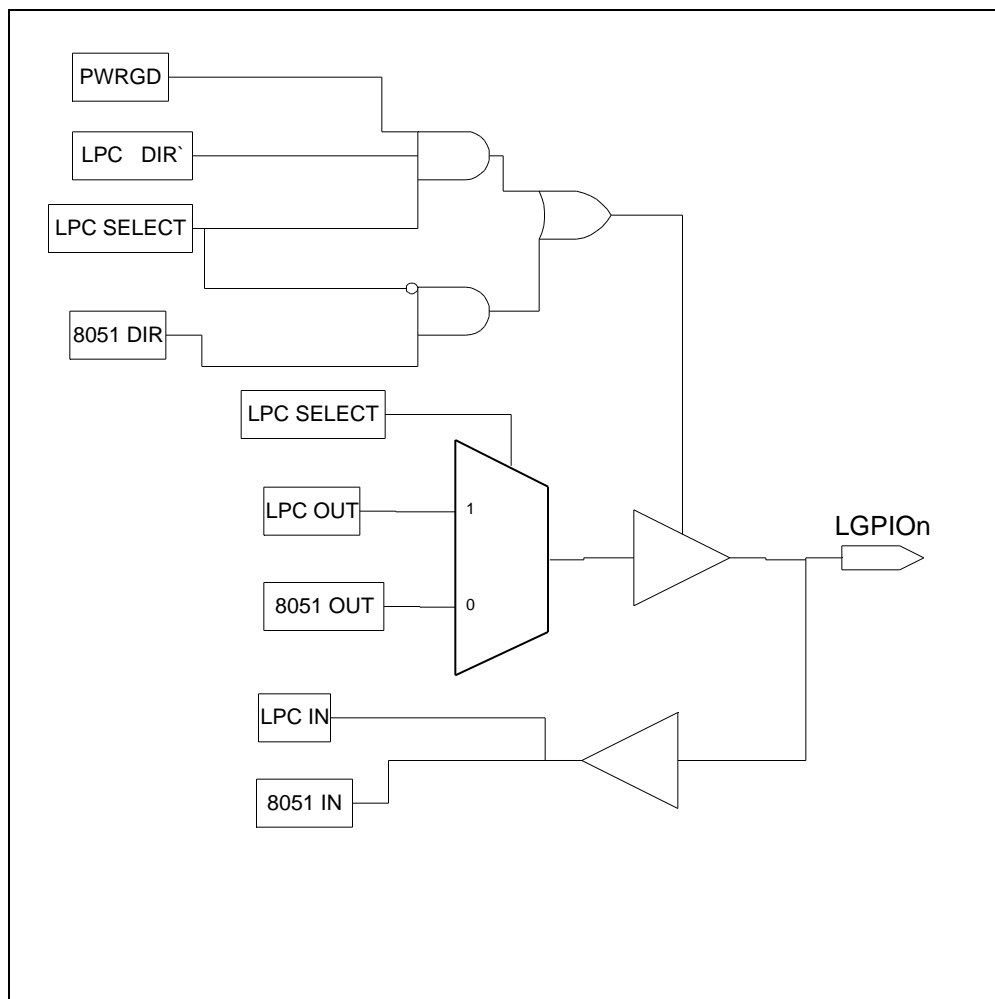 PWRGD
LPC DIR`
LPC SELECT
8051 DIR
LPC SELECT
LPC OUT
1
LGPIOn
8051 OUT
0
LPC IN
8051 IN